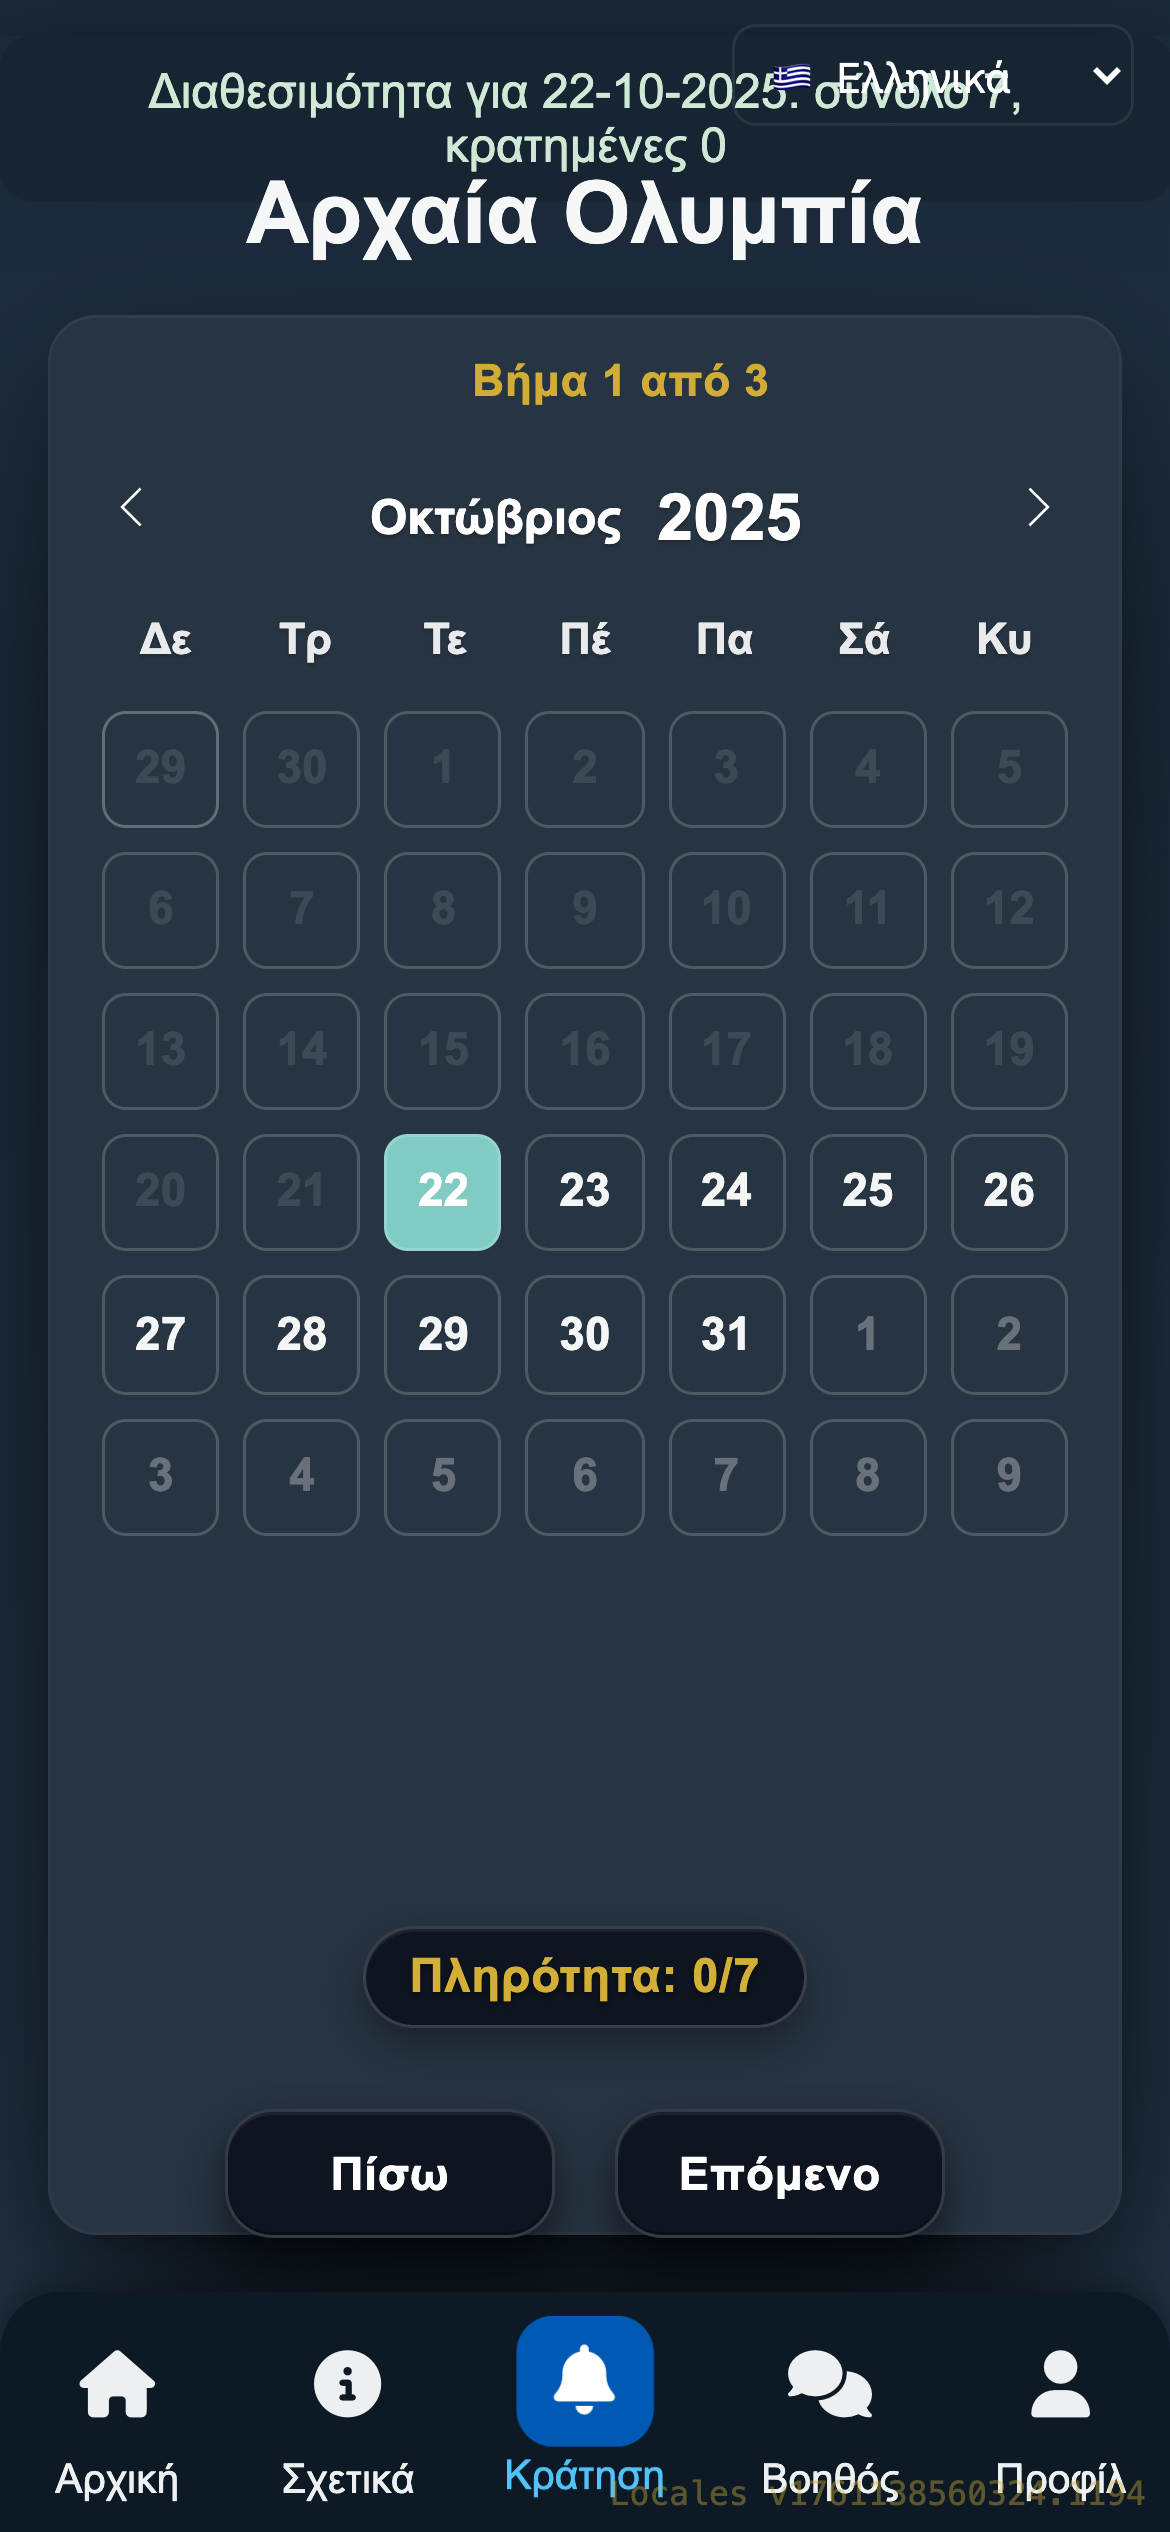 Ελληνικά
Διαθεσιμότητα για 22-10-2025: σύνολο 7,
κρατημένες 0
Αρχαία Ολυμπία
Βήμα 1 από 3
Οκτώβριος 2025
Δε Τρ Τε Πέ Πα Σά Κυ
29 30 1 2 3 4 5
6 7 8 9 10 11 12
13 14 15 16 17 18 19
20 21 22 23 24 25 26
27 28 29 30 31 1 2
3 4 5 6 7 8 9
Πληρότητα: 0/7
Πίσω Επόμενο
Αρχική Σχετικά Κράτηση Βοηθός Προφίλ
Locales v1761138560324.1194